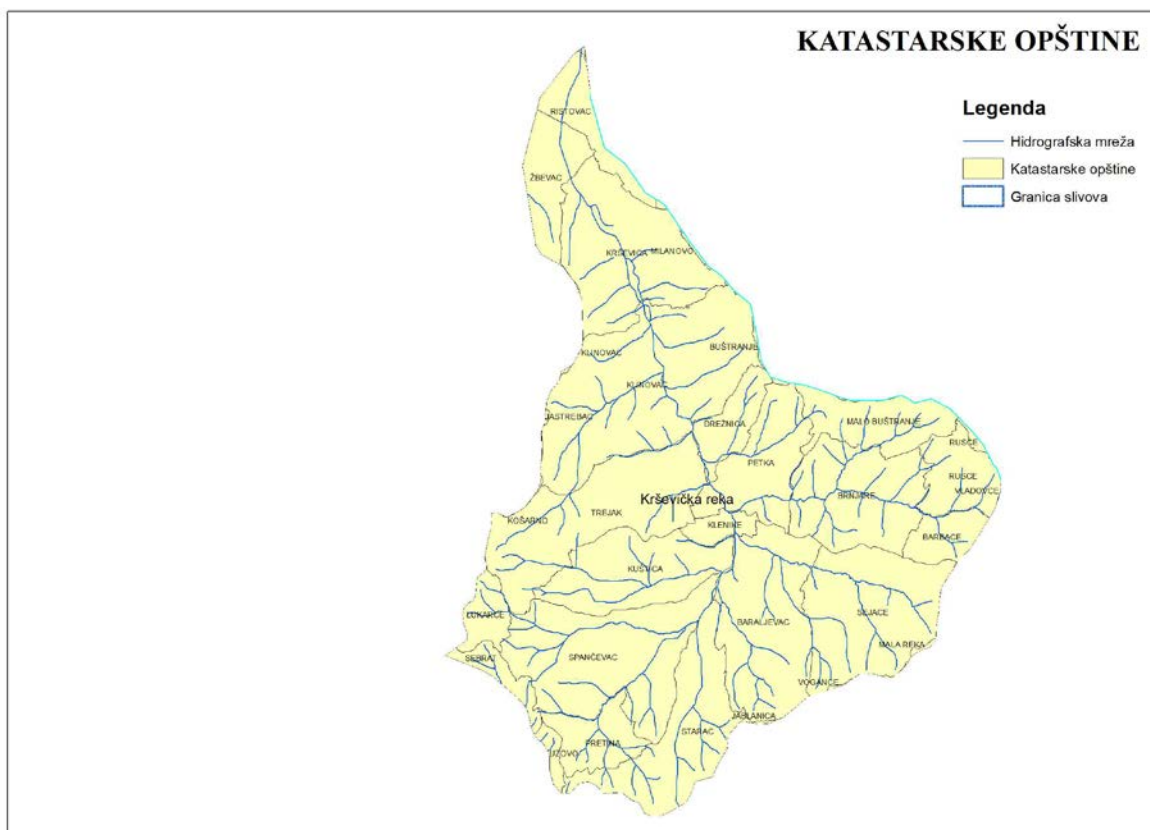 KATASTARSKE OPŠTINE
Legenda
Hidrografska mreža
Katastarske opštine
Granica slivova
RISTOVAC
ŽBEVAC
KRŠEVICA
MILANOVO
KLINOVAC
BUŠTRANJE
KLINOVAC
JASTREBAC
DREŽNICA
MALO BUŠTRANJE
RUSCE
PETKA
RUSCE
VLADOVCE
BRNJARE
Krševička reka
KOŠARNO
TREJAK
KLENIKE
BARBACE
KUŠTICA
LUKARCE
SEJACE
BARALJEVAC
MALA REKA
SEBRAT
SPANČEVAC
VOGANCE
JABLANICA
STARAC
PRETINA
UZOVO